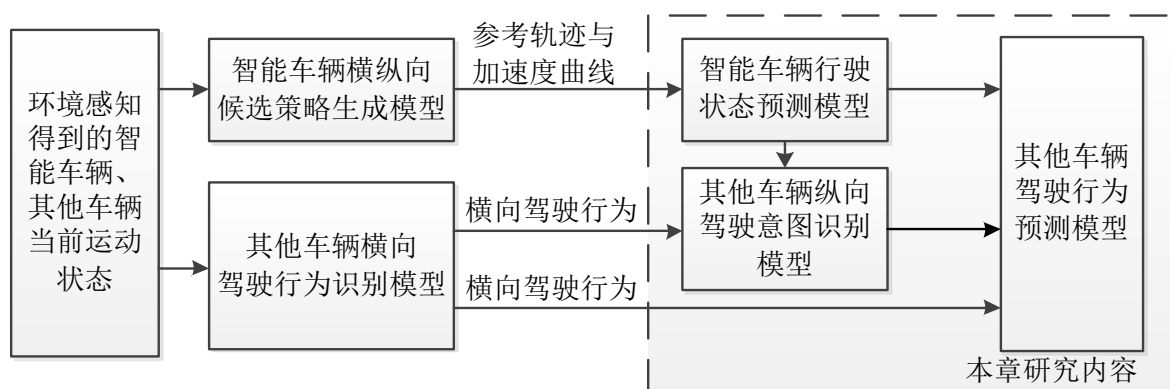 环境感知
得到的智
能车辆、
其他车辆
当前运动
状态
智能车辆横纵向
候选策略生成模型
参考轨迹与
加速度曲线
智能车辆行驶
状态预测模型
其他车辆横向
驾驶行为识别模型
横向驾驶行为
横向驾驶行为
其他车辆纵向
驾驶意图识别
模型
其他车辆
驾驶行为
预测模型
本章研究内容